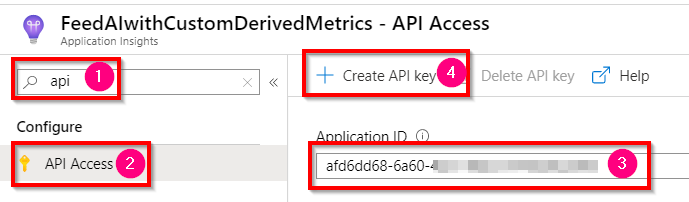 FeedAIwithCustomDerivedMetrics - API Access
Application Insights
api 1
Create API key 4 Delete API key Help
Configure
API Access 2
Application ID
afd6dd68-6a60-4 3